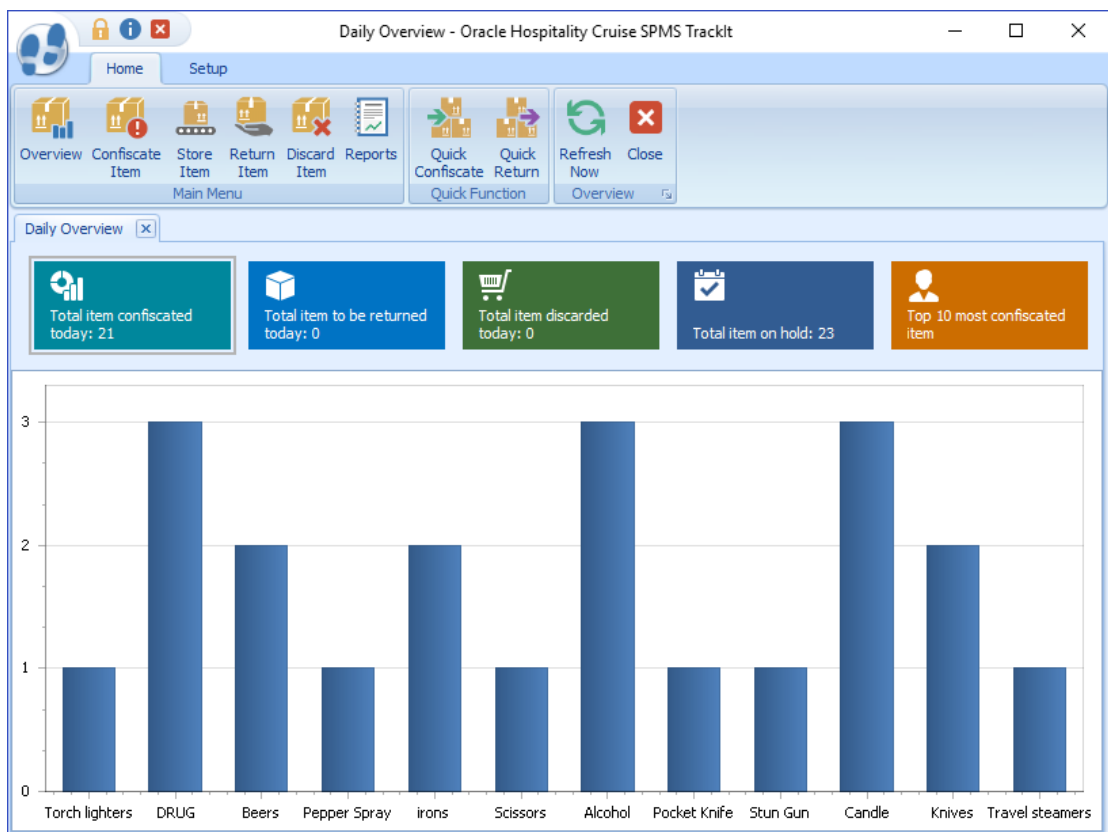 Daily Overview - Oracle Hospitality Cruise SPMS TrackIt
Home Setup
Overview Confiscate Item Store Item Return Item Discard Item Reports Quick Confiscate Quick Return Refresh Now Close
Main Menu Quick Function Overview
Daily Overview
Total item confiscated today: 21
Total item to be returned today: 0
Total item discarded today: 0
Total item on hold: 23
Top 10 most confiscated item
3
2
1
0
Torch lighters DRUG Beers Pepper Spray irons Scissors Alcohol Pocket Knife Stun Gun Candle Knives Travel steamers